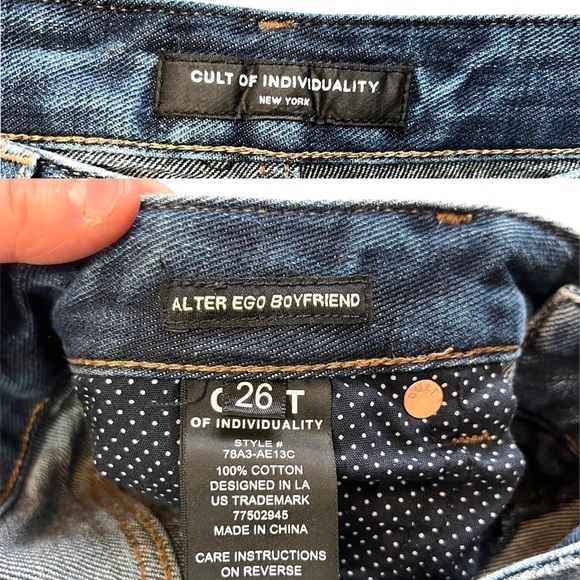 CULT OF INDIVIDUALITY
NEW YORK
ALTER EGO BOYFRIEND
26
OF INDIVIDUALITY
STYLE #
78A3-AE13C
100% COTTON
DESIGNED IN LA
US TRADEMARK
77502945
MADE IN CHINA
CARE INSTRUCTIONS
ON REVERSE